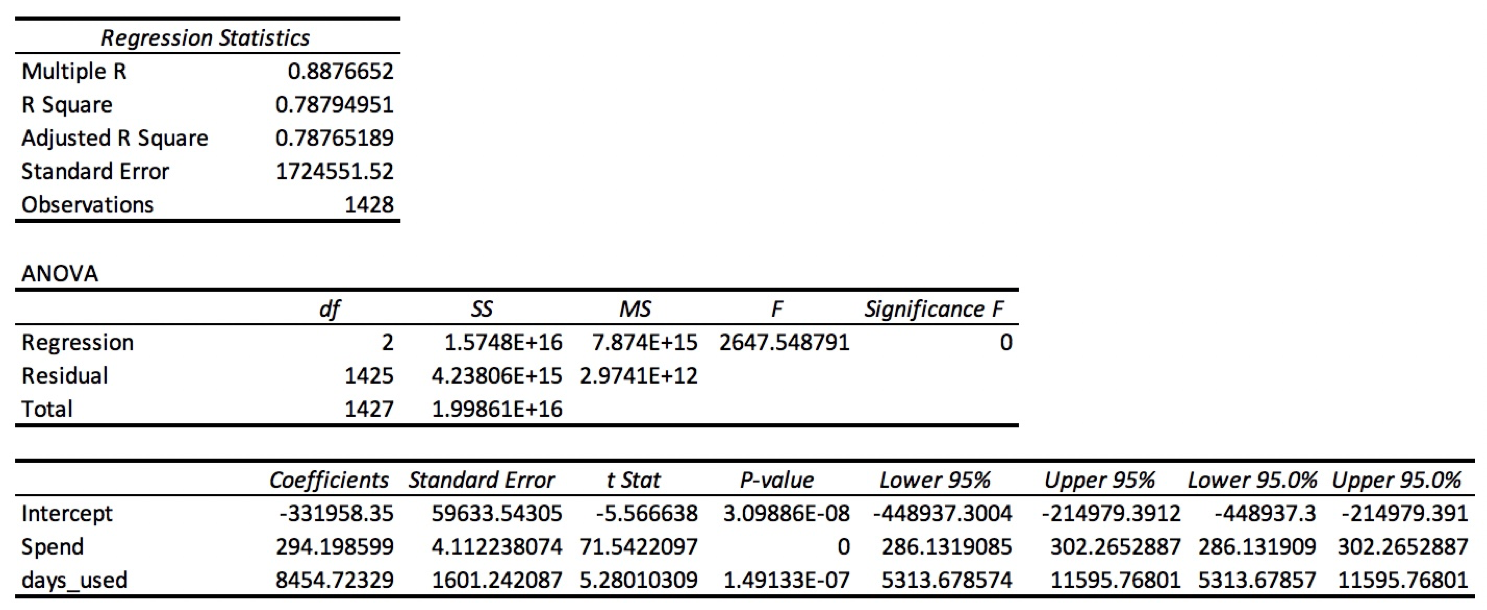 Regression Statistics
Multiple R 0.8876652
R Square 0.78794951
Adjusted R Square 0.78765189
Standard Error 1724551.52
Observations 1428
ANOVA
df SS MS F Significance F
Regression 2 1.5748E+16 7.874E+15 2647.548791 0
Residual 1425 4.23806E+15 2.9741E+12
Total 1427 1.99861E+16
Coefficients Standard Error t Stat P-value Lower 95% Upper 95% Lower 95.0% Upper 95.0%
Intercept -331958.35 59633.54305 -5.566638 3.09886E-08 -448937.3004 -214979.3912 -448937.3 -214979.391
Spend 294.198599 4.112238074 71.5422097 0 286.1319085 302.2652887 286.131909 302.2652887
days_used 8454.72329 1601.242087 5.28010309 1.49133E-07 5313.678574 11595.76801 5313.67857 11595.76801